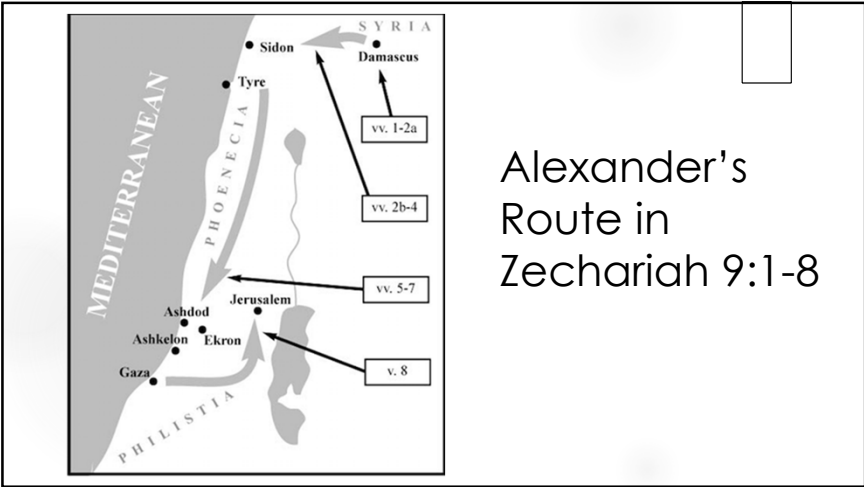 SYRIA
Sidon
Damascus
Tyre
vv. 1-2a
MEDITERRANEAN
PHOENECIA
vv. 2b-4
vv. 5-7
Jerusalem
Ashdod
Ashkelon
Ekron
Gaza
v. 8
PHILISTIA
Alexander’s
Route in
Zechariah 9:1-8